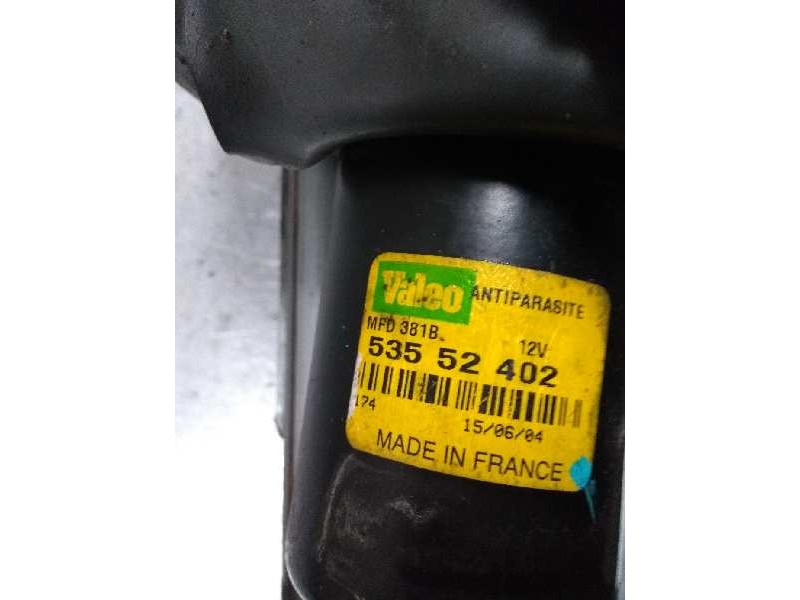 Valeo ANTIPARASITE
MFD 381B 12V
535 52 402
174 15/06/04
MADE IN FRANCE